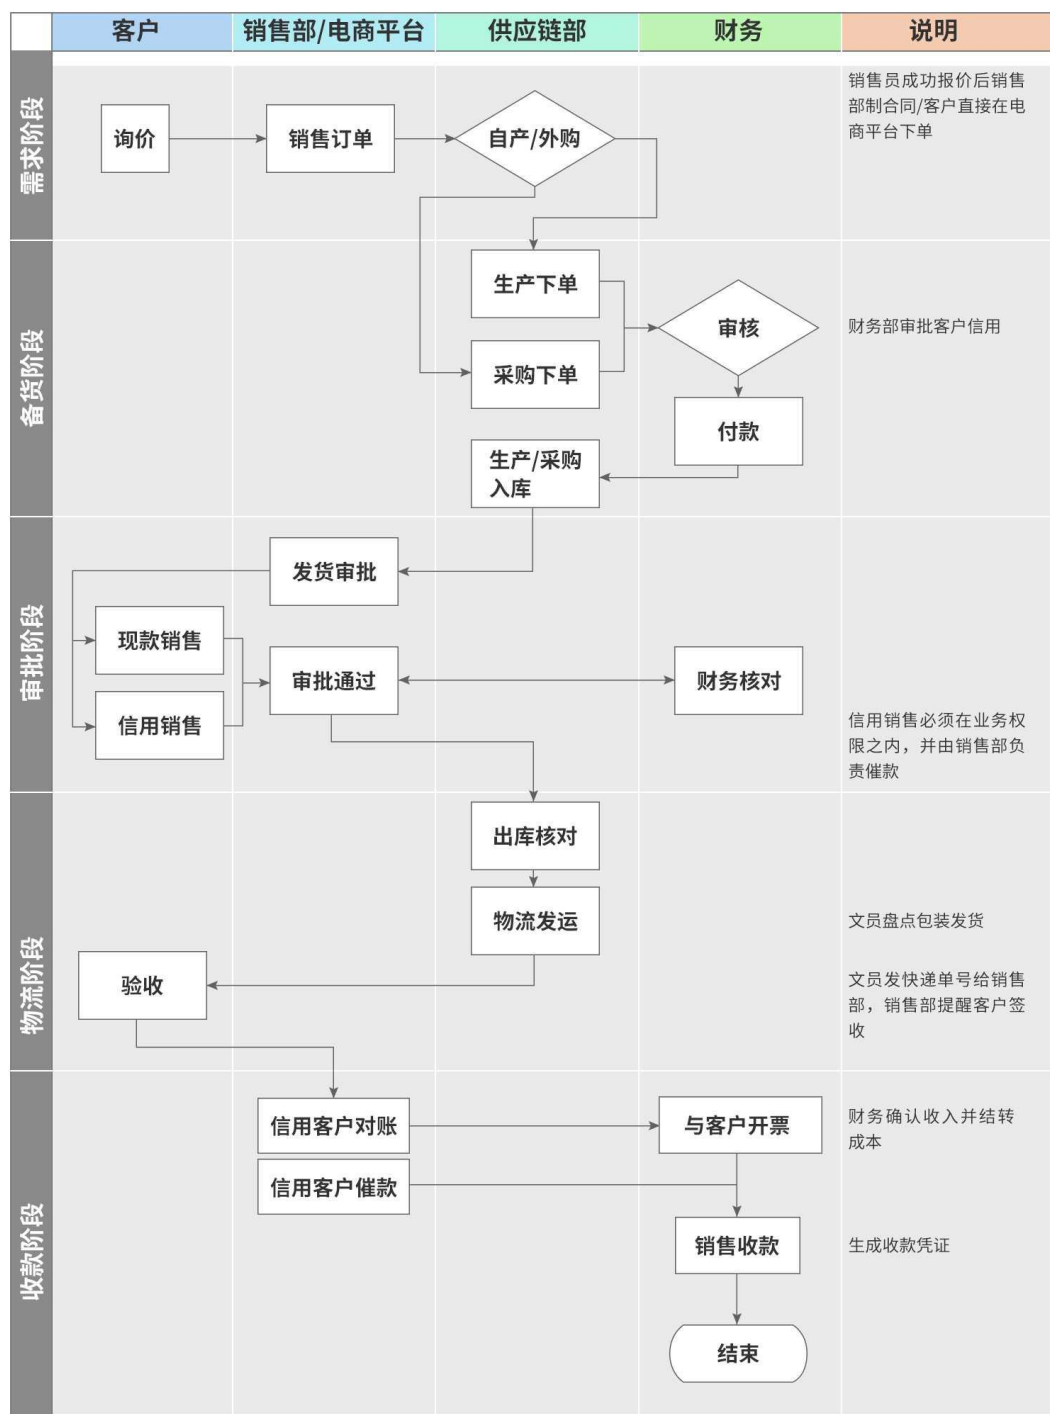 客户
销售部/电商平台
供应链部
财务
说明
需求阶段
询价
销售订单
自产/外购
销售员成功报价后销售
部制合同/客户直接在电
商平台下单
备货阶段
生产下单
采购下单
审核
财务部审批客户信用
付款
生产/采购
入库
审批阶段
发货审批
现款销售
信用销售
审批通过
财务核对
信用销售必须在业务权
限之内，并由销售部负
责催款
物流阶段
出库核对
物流发运
文员盘点包装发货
验收
文员发快递单号给销售
部，销售部提醒客户签
收
收款阶段
信用客户对账
与客户开票
财务确认收入并结转
成本
信用客户催款
销售收款
生成收款凭证
结束